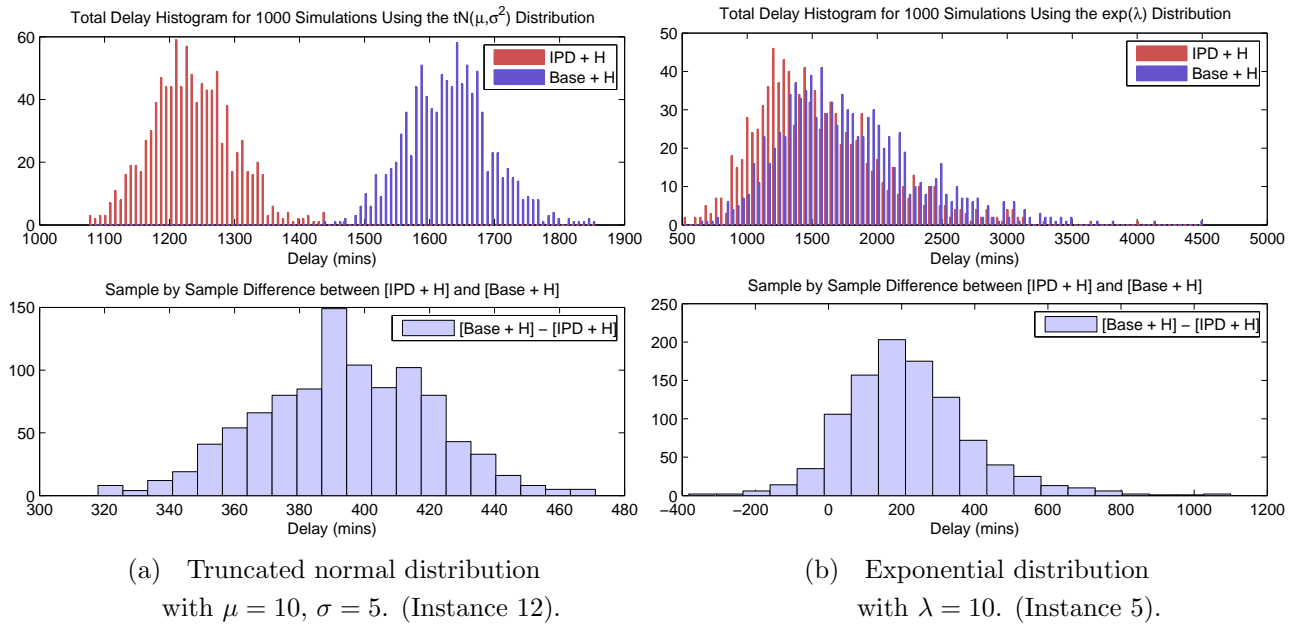 Total Delay Histogram for 1000 Simulations Using the tN(μ,σ²) Distribution
60
40
20
0
IPD + H
Base + H
1000 1100 1200 1300 1400 1500 1600 1700 1800 1900
Delay (mins)
Sample by Sample Difference between [IPD + H] and [Base + H]
150
100
50
0
[Base + H] − [IPD + H]
300 320 340 360 380 400 420 440 460 480
Delay (mins)
(a) Truncated normal distribution
with μ = 10, σ = 5. (Instance 12).
Total Delay Histogram for 1000 Simulations Using the exp(λ) Distribution
50
40
30
20
10
0
IPD + H
Base + H
500 1000 1500 2000 2500 3000 3500 4000 4500 5000
Delay (mins)
Sample by Sample Difference between [IPD + H] and [Base + H]
250
200
150
100
50
0
[Base + H] − [IPD + H]
−400 −200 0 200 400 600 800 1000 1200
Delay (mins)
(b) Exponential distribution
with λ = 10. (Instance 5).